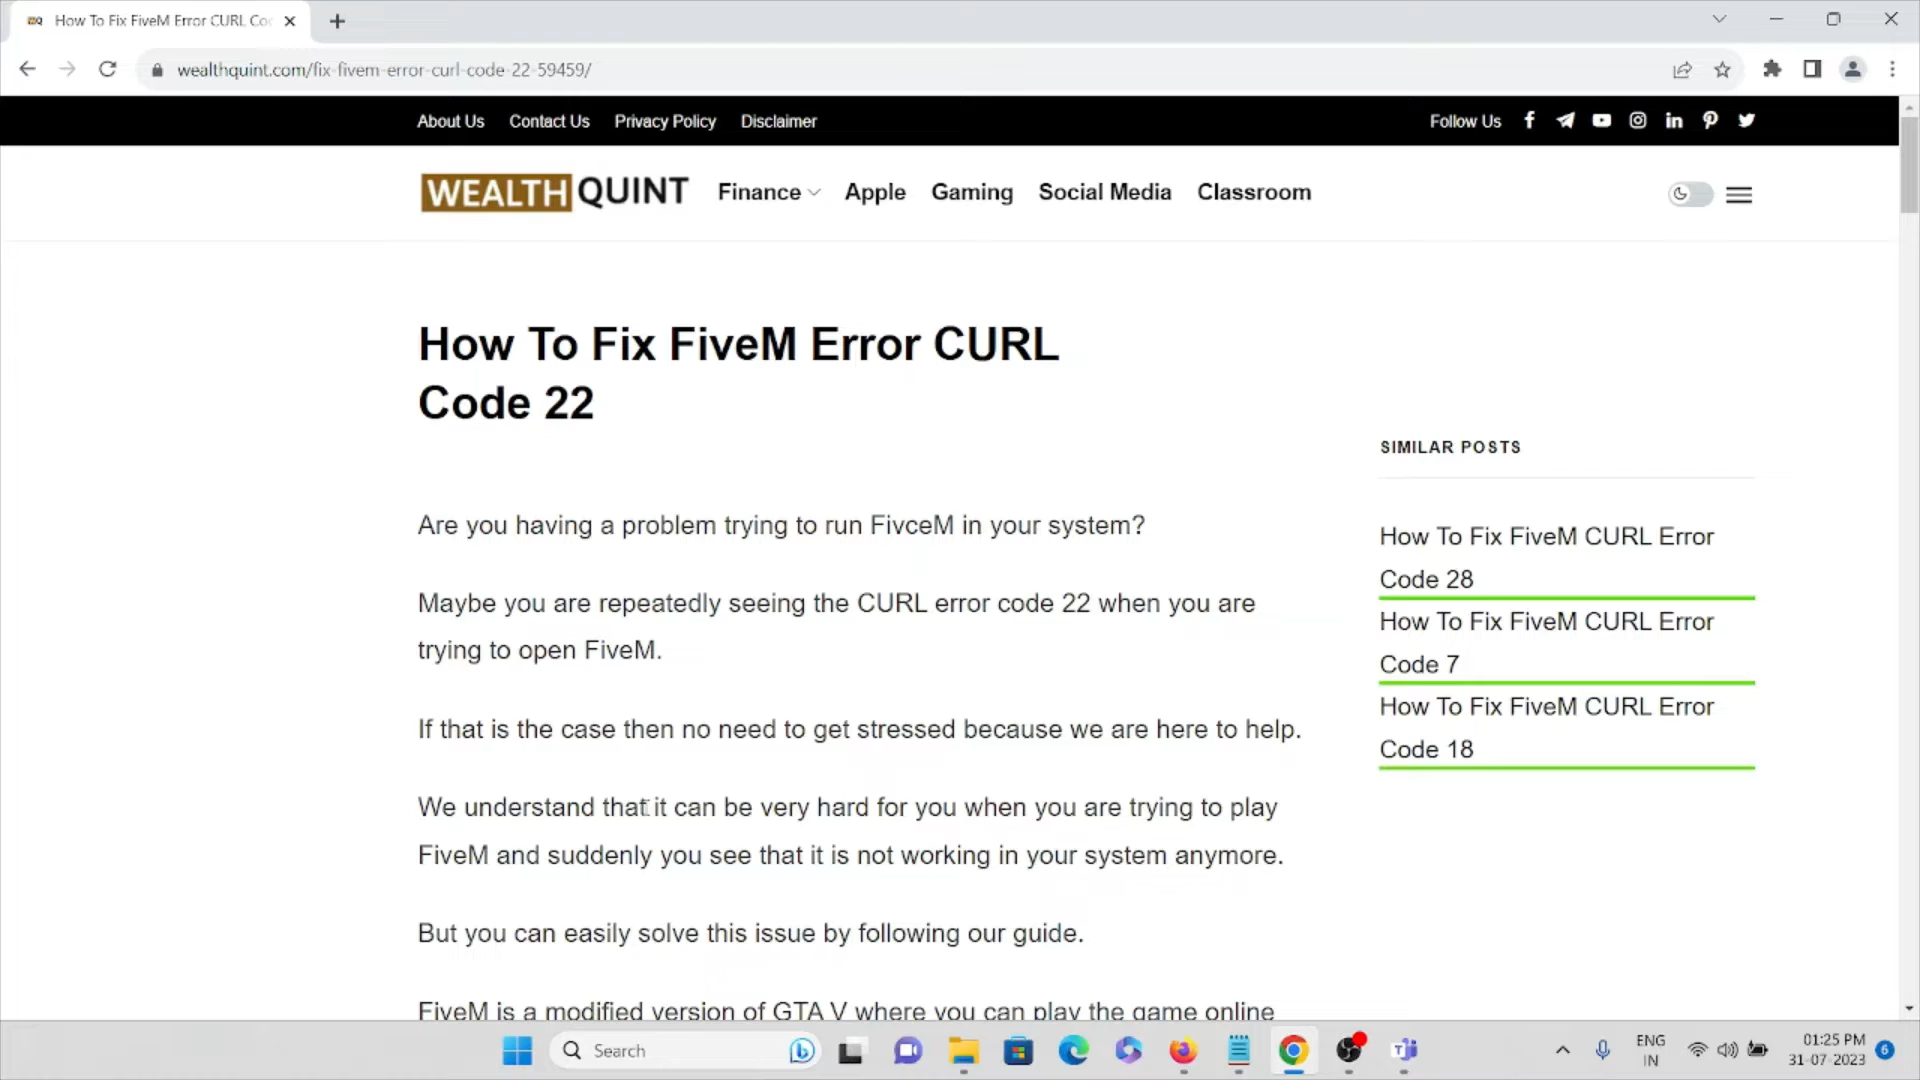 How To Fix FiveM Error CURL Co
wealthquint.com/fix-fivem-error-curl-code-22-59459/
About Us Contact Us Privacy Policy Disclaimer Follow Us
WEALTH QUINT Finance Apple Gaming Social Media Classroom
How To Fix FiveM Error CURL
Code 22
Are you having a problem trying to run FivceM in your system?
Maybe you are repeatedly seeing the CURL error code 22 when you are
trying to open FiveM.
If that is the case then no need to get stressed because we are here to help.
We understand that it can be very hard for you when you are trying to play
FiveM and suddenly you see that it is not working in your system anymore.
But you can easily solve this issue by following our guide.
FiveM is a modified version of GTA V where you can play the game online
SIMILAR POSTS
How To Fix FiveM CURL Error
Code 28
How To Fix FiveM CURL Error
Code 7
How To Fix FiveM CURL Error
Code 18
Search
ENG
IN
01:25 PM
31-07-2023
6